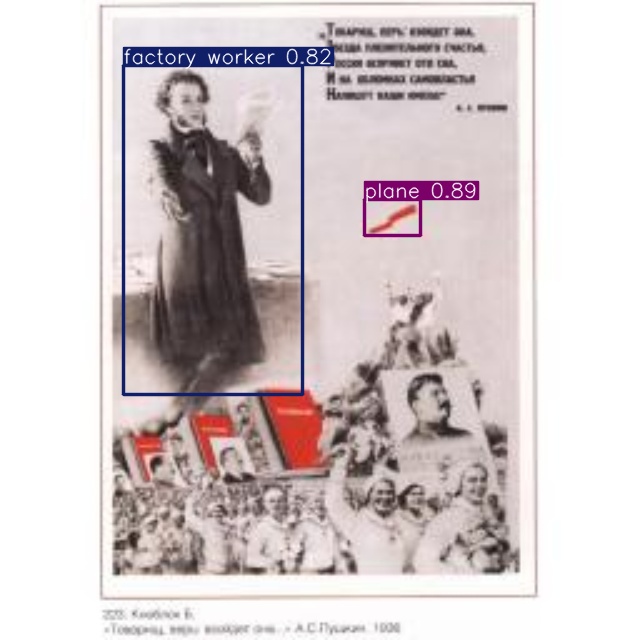 factory worker 0.82
„Товарищ, верь: взойдет она,
Звезда пленительного счастья,
Россия вспрянет ото сна,
И на обломках самовластья
Напишут наши имена!“
А. С. Пушкин
plane 0.89
223. Кноблок Б.
«Товарищ, верь: взойдет она...» А.С.Пушкин. 1936